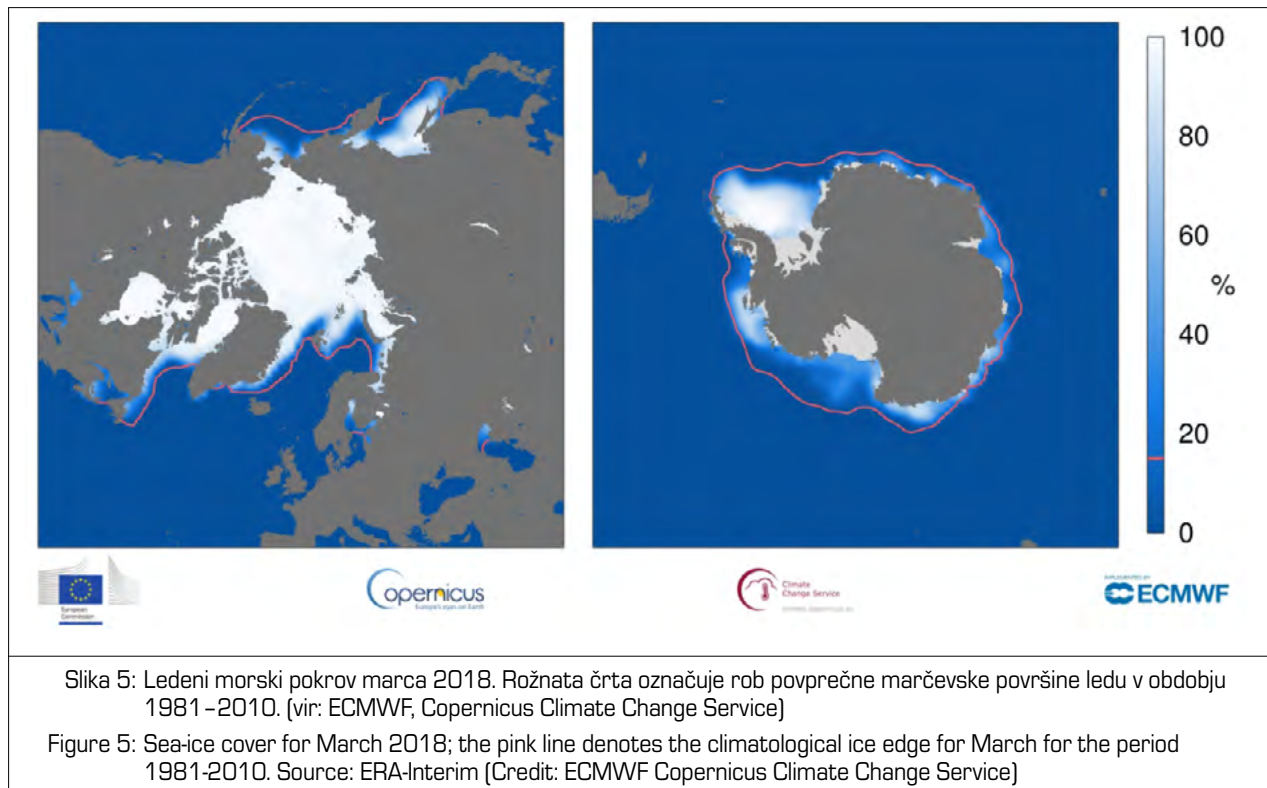 100
80
60
%
40
20
0
European
Commission
Copernicus
Europe's eyes on Earth
Climate
Change Service
IMPLEMENTED BY
ECMWF
Slika 5: Ledeni morski pokrov marca 2018. Rožnata črta označuje rob povprečne marčevske površine ledu v obdobju
1981–2010. (vir: ECMWF, Copernicus Climate Change Service)
Figure 5: Sea-ice cover for March 2018; the pink line denotes the climatological ice edge for March for the period
1981-2010. Source: ERA-Interim (Credit: ECMWF Copernicus Climate Change Service)